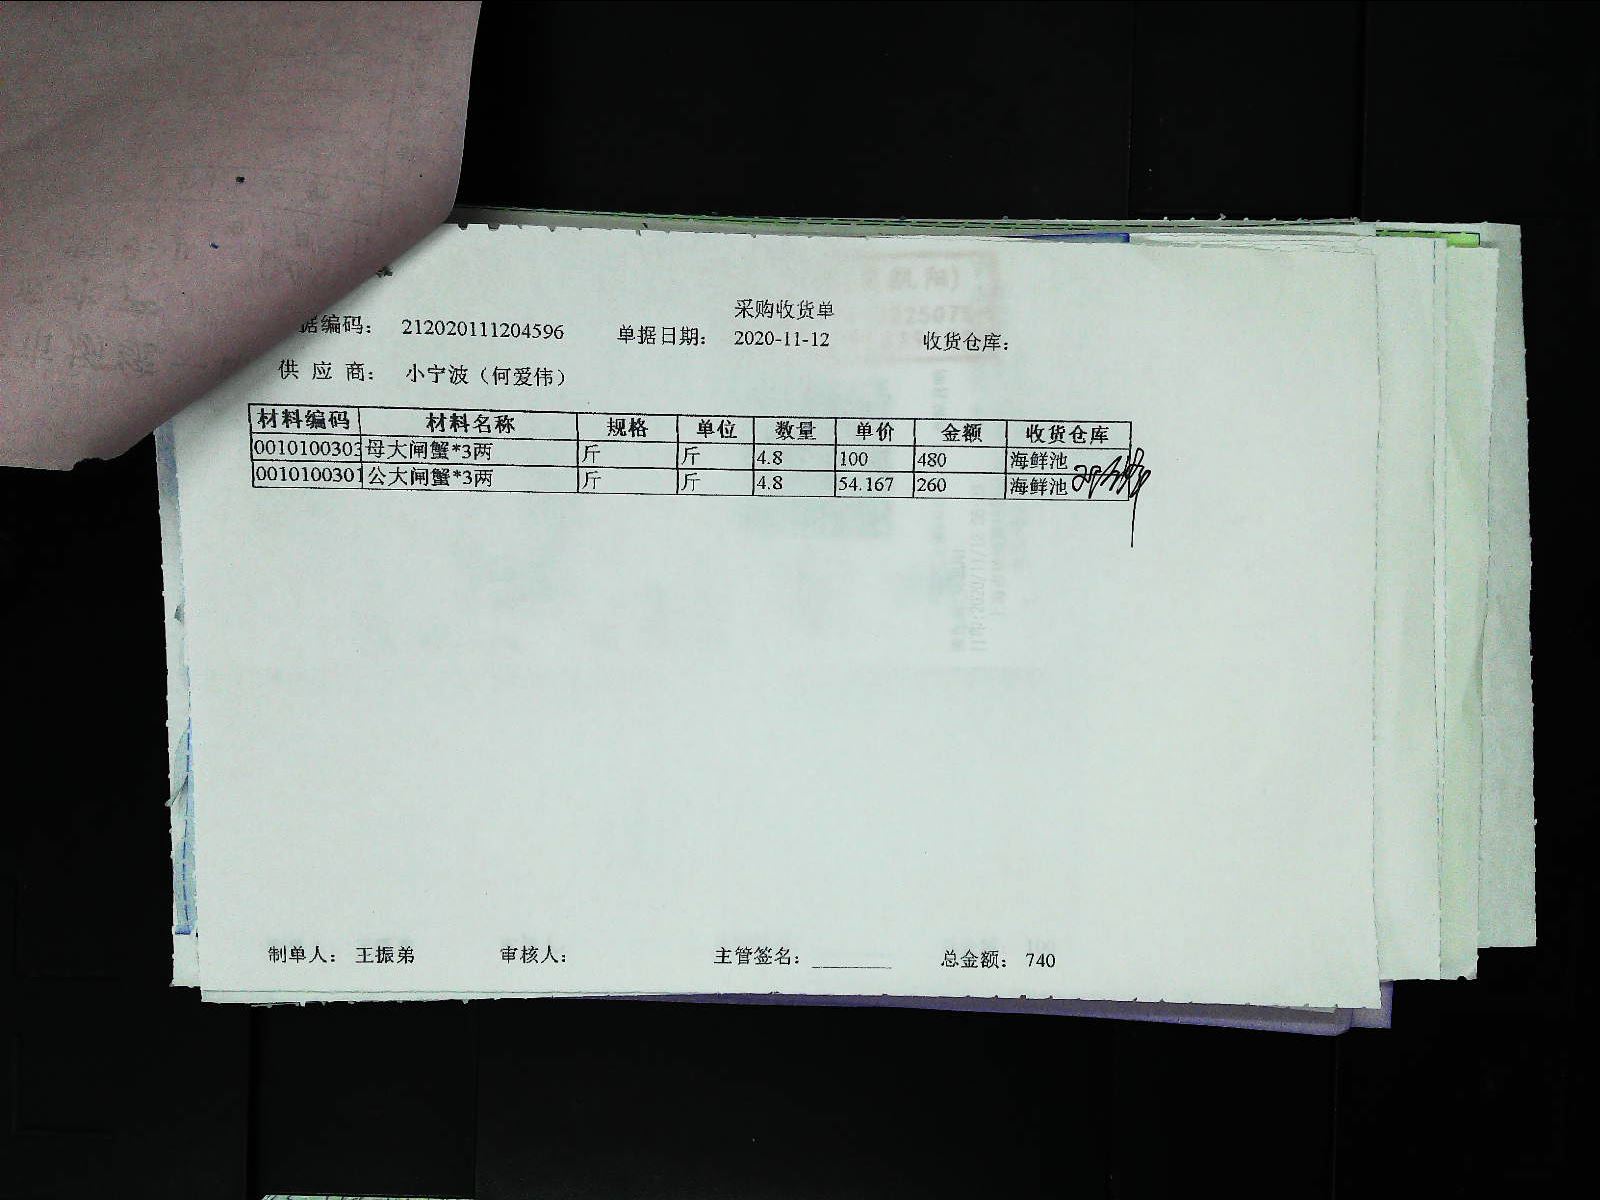 采购收货单
据编码： 212020111204596 单据日期： 2020-11-12 收货仓库：
供 应 商： 小宁波（何爱伟）
材料编码 材料名称 规格 单位 数量 单价 金额 收货仓库
0010100303 母大闸蟹*3两 斤 斤 4.8 100 480 海鲜池
0010100301 公大闸蟹*3两 斤 斤 4.8 54.167 260 海鲜池
制单人： 王振弟 审核人： 主管签名： 总金额： 740